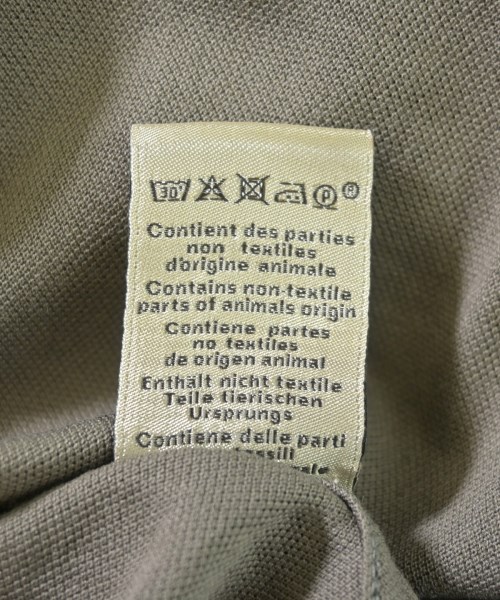 30°
P
R
Contient des parties
non textiles
d'origine animale
Contains non-textile
parts of animals origin
Contiene partes
no textiles
de origen animal
Enthält nicht textile
Teile tierischen
Ursprungs
Contiene delle parti